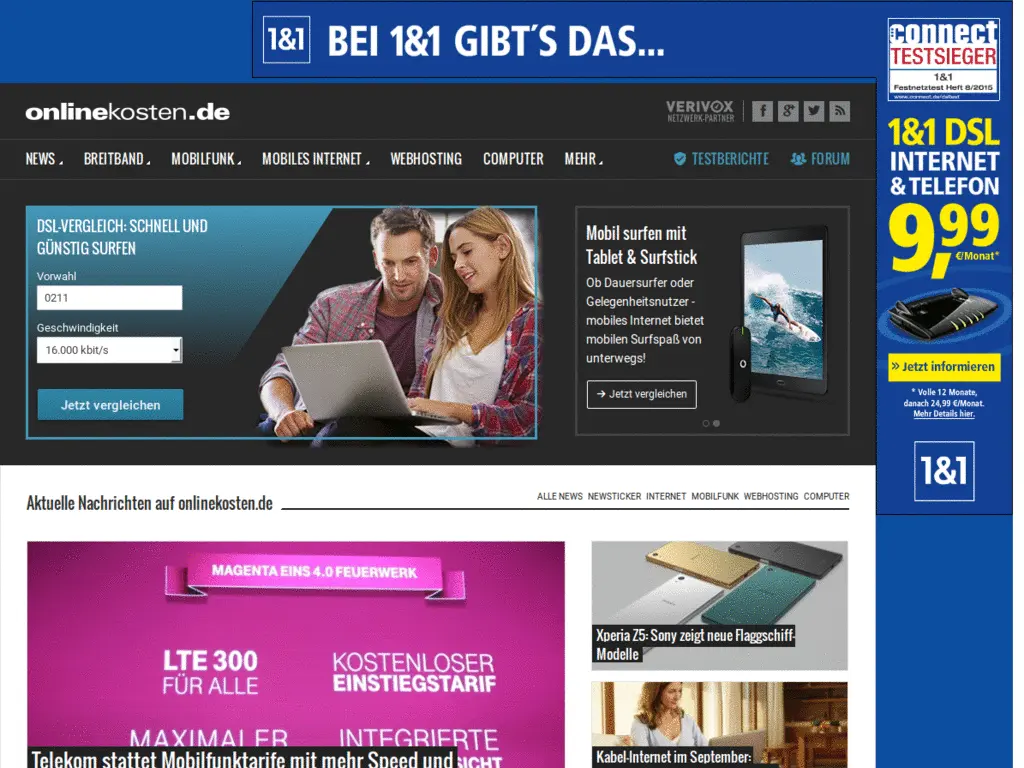 1&1
BEI 1&1 GIBT´S DAS...
connect
TESTSIEGER
1&1
Festnetztest Heft 8/2015
onlinekosten.de
VERIVOX
NETZWERK-PARTNER
NEWS
BREITBAND
MOBILFUNK
MOBILES INTERNET
WEBHOSTING
COMPUTER
MEHR
TESTBERICHTE
FORUM
1&1 DSL
INTERNET
& TELEFON
9,99
€/Monat*
» Jetzt informieren
* Volle 12 Monate,
danach 24,99 €/Monat.
Mehr Details hier.
1&1
DSL-VERGLEICH: SCHNELL UND
GÜNSTIG SURFEN
Vorwahl
0211
Geschwindigkeit
16.000 kbit/s
Jetzt vergleichen
Mobil surfen mit
Tablet & Surfstick
Ob Dauersurfer oder
Gelegenheitsnutzer -
mobiles Internet bietet
mobilen Surfspaß von
unterwegs!
→ Jetzt vergleichen
Aktuelle Nachrichten auf onlinekosten.de
ALLE NEWS NEWSTICKER INTERNET MOBILFUNK WEBHOSTING COMPUTER
MAGENTA EINS 4.0 FEUERWERK
LTE 300
FÜR ALLE
KOSTENLOSER
EINSTIEGSTARIF
MAXIMALER
INTEGRIERTE
Telekom stattet Mobilfunktarife mit mehr Speed und
Xperia Z5: Sony zeigt neue Flaggschiff-
Modelle
Kabel-Internet im September: